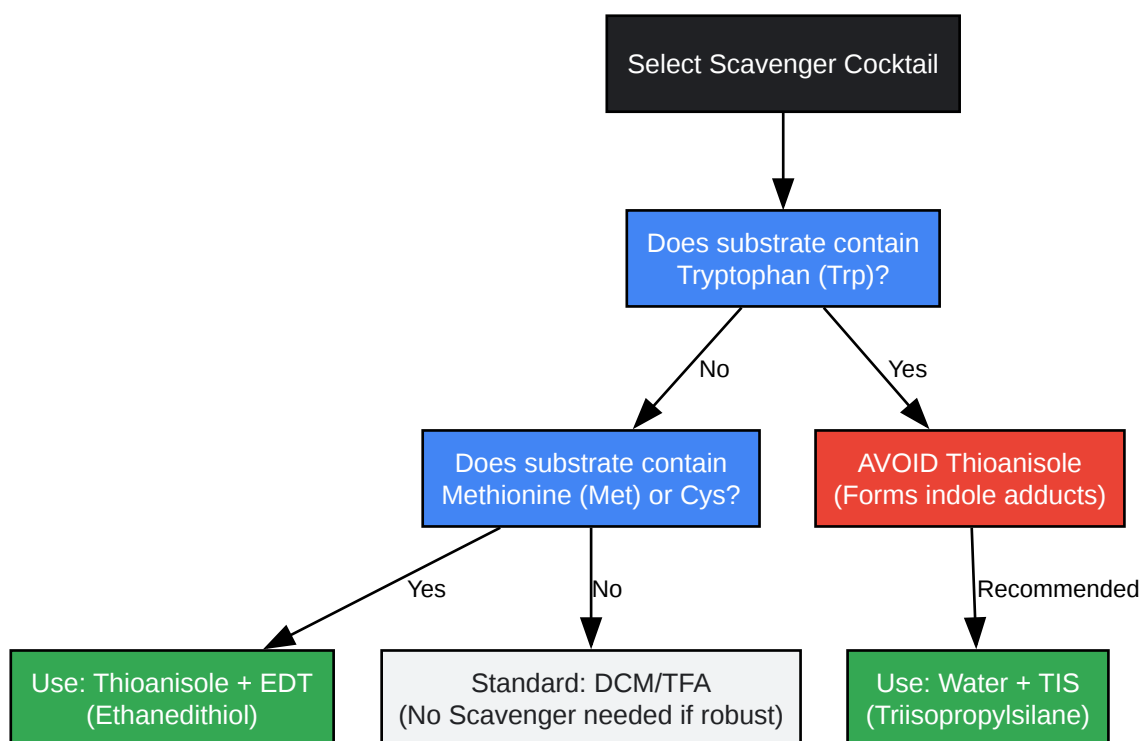 Select Scavenger Cocktail
Does substrate contain
Tryptophan (Trp)?
No
Yes
Does substrate contain
Methionine (Met) or Cys?
AVOID Thioanisole
(Forms indole adducts)
Yes
No
Recommended
Use: Thioanisole + EDT
(Ethanedithiol)
Standard: DCM/TFA
(No Scavenger needed if robust)
Use: Water + TIS
(Triisopropylsilane)